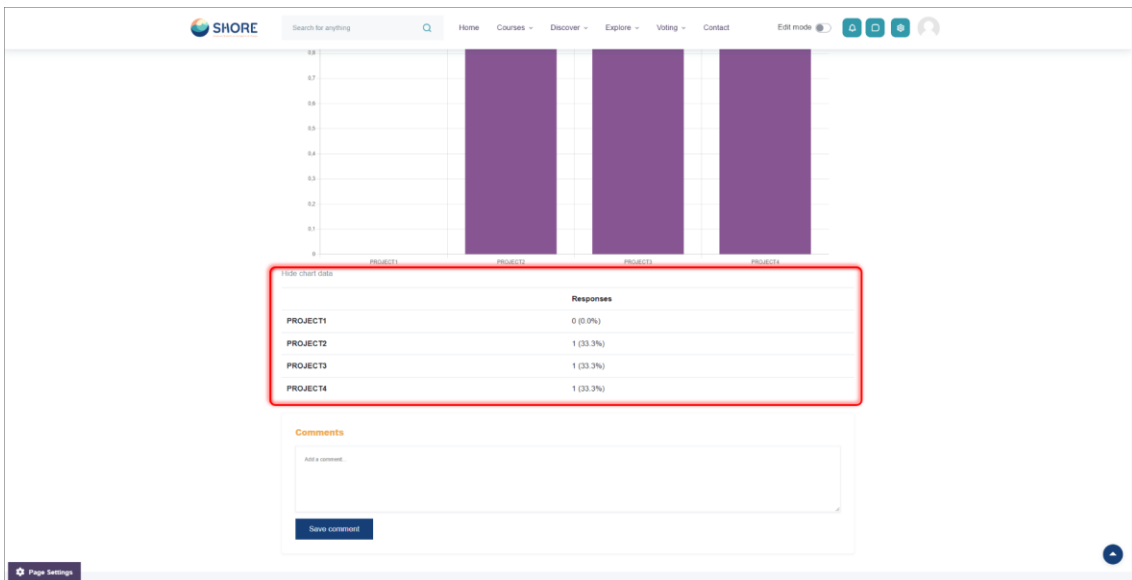 SHORE
Search for anything
Home Courses Discover Explore Voting Contact
Edit mode
0,8
0,7
0,6
0,5
0,4
0,3
0,2
0,1
0
PROJECT1 PROJECT2 PROJECT3 PROJECT4
Hide chart data
Responses
PROJECT1 0 (0.0%)
PROJECT2 1 (33.3%)
PROJECT3 1 (33.3%)
PROJECT4 1 (33.3%)
Comments
Add a comment...
Save comment
Page Settings